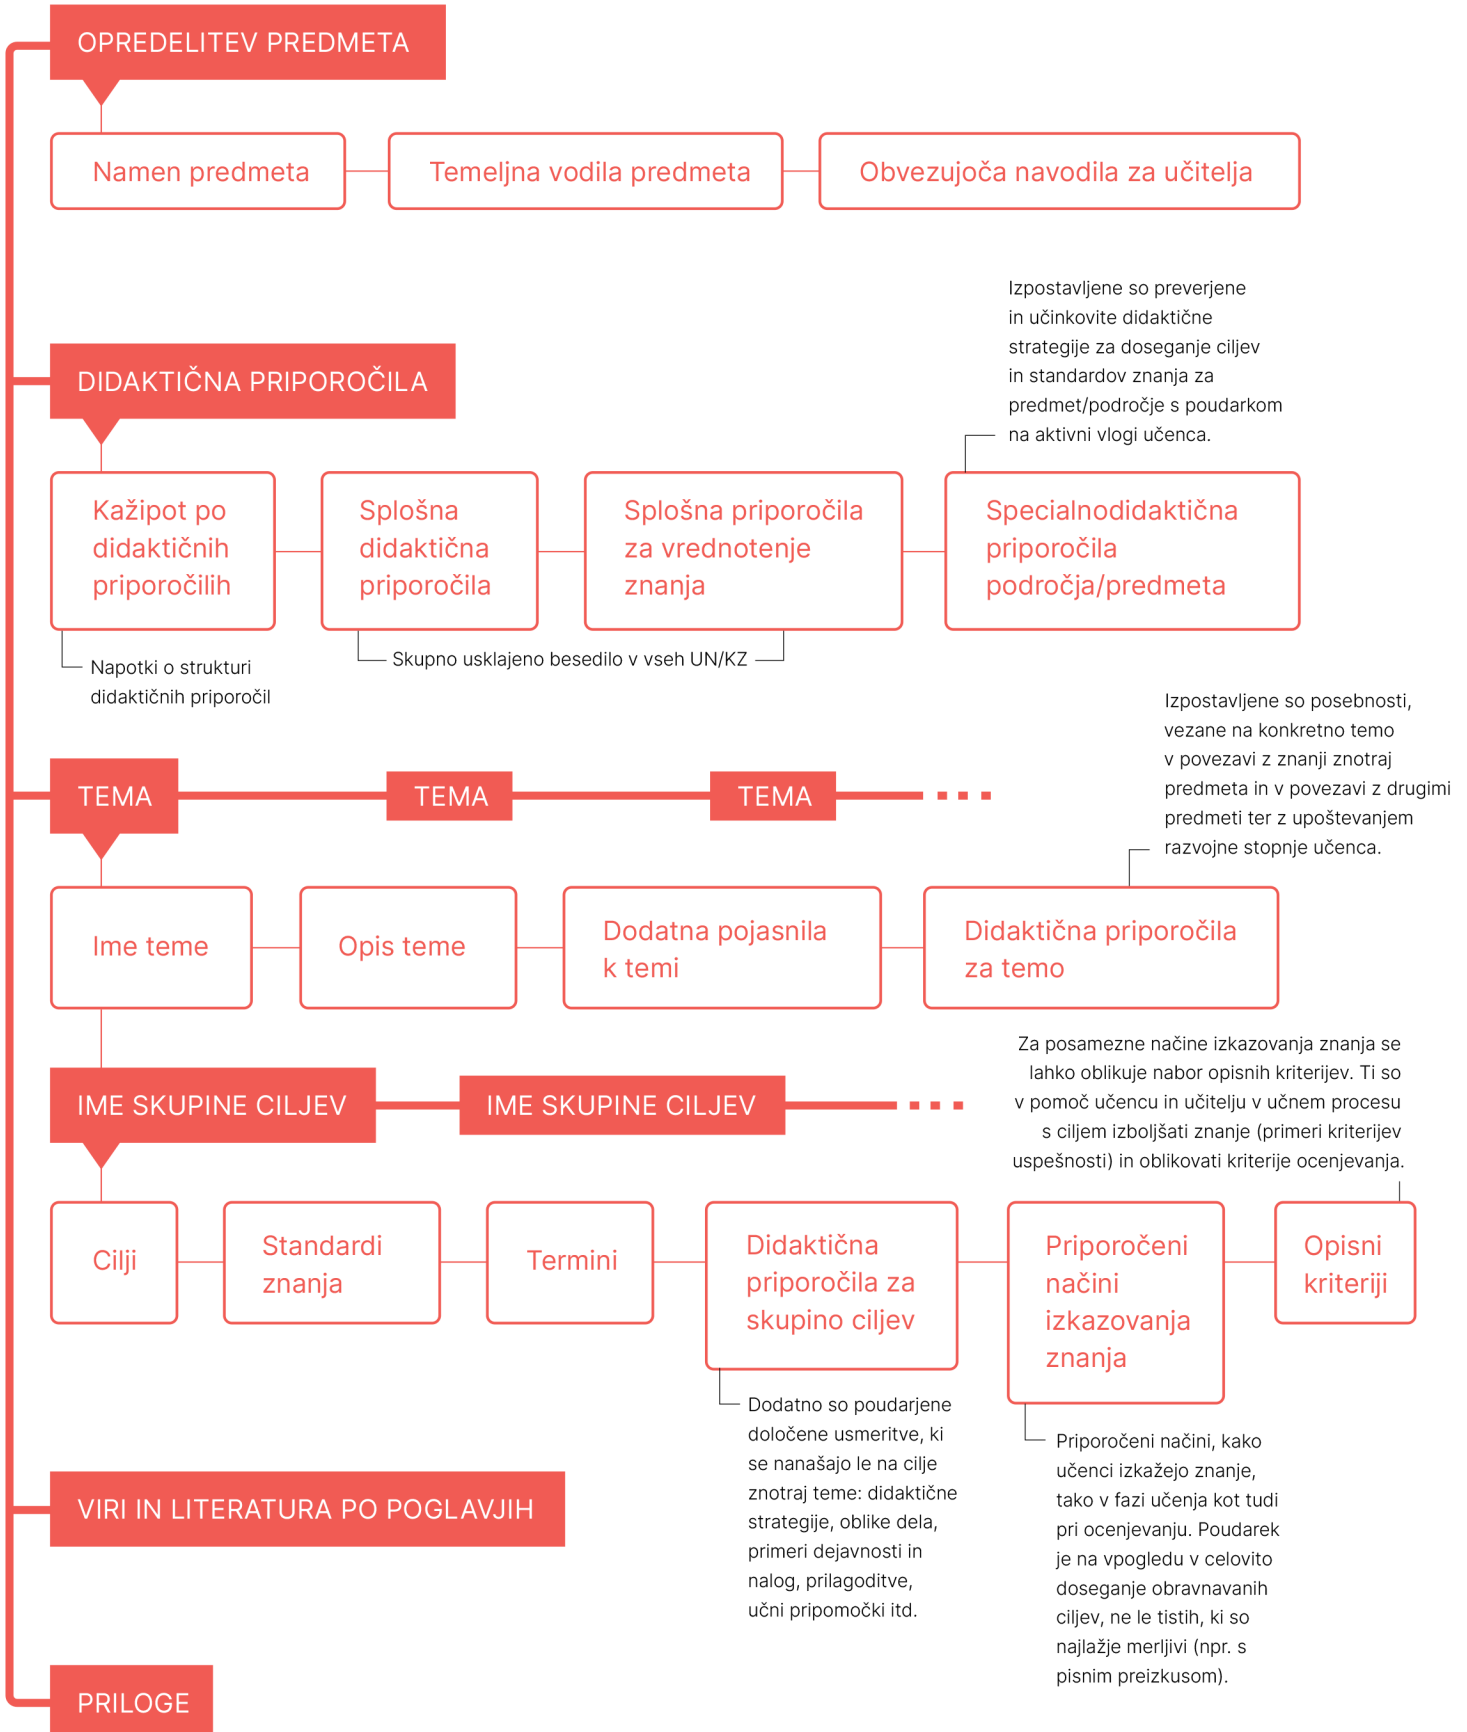 OPREDELITEV PREDMETA
Namen predmeta
Temeljna vodila predmeta
Obvezujoča navodila za učitelja
Izpostavljene so preverjene
in učinkovite didaktične
strategije za doseganje ciljev
in standardov znanja za
predmet/področje s poudarkom
na aktivni vlogi učenca.
DIDAKTIČNA PRIPOROČILA
Kažipot po
didaktičnih
priporočilih
Splošna
didaktična
priporočila
Splošna priporočila
za vrednotenje
znanja
Specialnodidaktična
priporočila
področja/predmeta
Napotki o strukturi
didaktičnih priporočil
Skupno usklajeno besedilo v vseh UN/KZ
Izpostavljene so posebnosti,
vezane na konkretno temo
v povezavi z znanji znotraj
predmeta in v povezavi z drugimi
predmeti ter z upoštevanjem
razvojne stopnje učenca.
TEMA
TEMA
TEMA
Ime teme
Opis teme
Dodatna pojasnila
k temi
Didaktična priporočila
za temo
Za posamezne načine izkazovanja znanja se
lahko oblikuje nabor opisnih kriterijev. Ti so
v pomoč učencu in učitelju v učnem procesu
s ciljem izboljšati znanje (primeri kriterijev
uspešnosti) in oblikovati kriterije ocenjevanja.
IME SKUPINE CILJEV
IME SKUPINE CILJEV
Cilji
Standardi
znanja
Termini
Didaktična
priporočila za
skupino ciljev
Priporočeni
načini
izkazovanja
znanja
Opisni
kriteriji
Dodatno so poudarjene
določene usmeritve, ki
se nanašajo le na cilje
znotraj teme: didaktične
strategije, oblike dela,
primeri dejavnosti in
nalog, prilagoditve,
učni pripomočki itd.
Priporočeni načini, kako
učenci izkažejo znanje,
tako v fazi učenja kot tudi
pri ocenjevanju. Poudarek
je na vpogledu v celovito
doseganje obravnavanih
ciljev, ne le tistih, ki so
najlažje merljivi (npr. s
pisnim preizkusom).
VIRI IN LITERATURA PO POGLAVJIH
PRILOGE